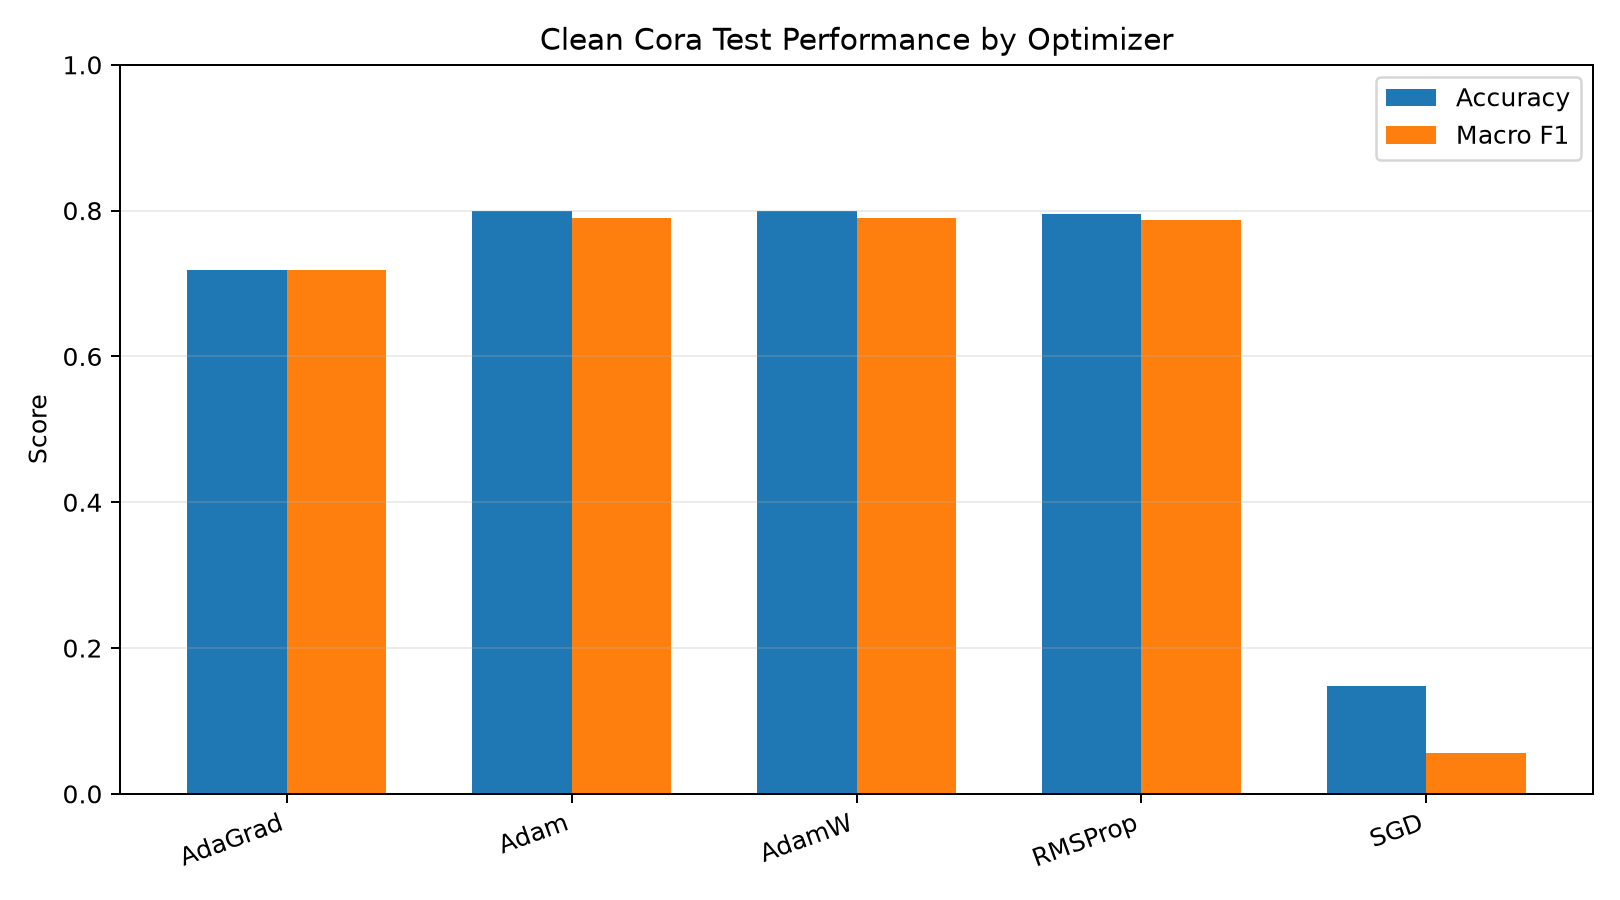 Clean Cora Test Performance by Optimizer
1.0
0.8
0.6
0.4
0.2
0.0
Score
Accuracy
Macro F1
AdaGrad
Adam
AdamW
RMSProp
SGD